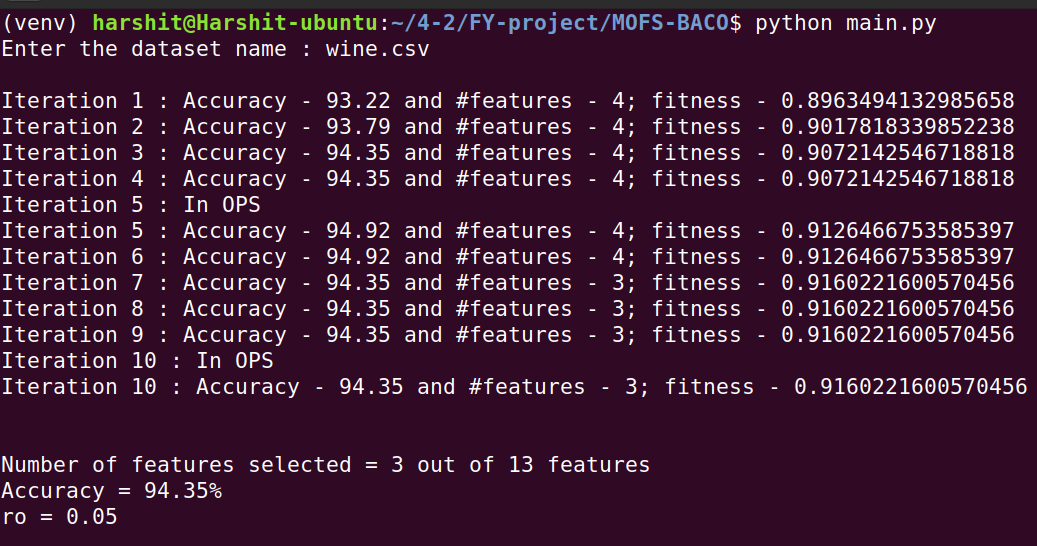 (venv) harshit@Harshit-ubuntu:~/4-2/FY-project/MOFS-BACO$ python main.py
Enter the dataset name : wine.csv
Iteration 1 : Accuracy - 93.22 and #features - 4; fitness - 0.8963494132985658
Iteration 2 : Accuracy - 93.79 and #features - 4; fitness - 0.9017818339852238
Iteration 3 : Accuracy - 94.35 and #features - 4; fitness - 0.9072142546718818
Iteration 4 : Accuracy - 94.35 and #features - 4; fitness - 0.9072142546718818
Iteration 5 : In OPS
Iteration 5 : Accuracy - 94.92 and #features - 4; fitness - 0.9126466753585397
Iteration 6 : Accuracy - 94.92 and #features - 4; fitness - 0.9126466753585397
Iteration 7 : Accuracy - 94.35 and #features - 3; fitness - 0.9160221600570456
Iteration 8 : Accuracy - 94.35 and #features - 3; fitness - 0.9160221600570456
Iteration 9 : Accuracy - 94.35 and #features - 3; fitness - 0.9160221600570456
Iteration 10 : In OPS
Iteration 10 : Accuracy - 94.35 and #features - 3; fitness - 0.9160221600570456
Number of features selected = 3 out of 13 features
Accuracy = 94.35%
ro = 0.05